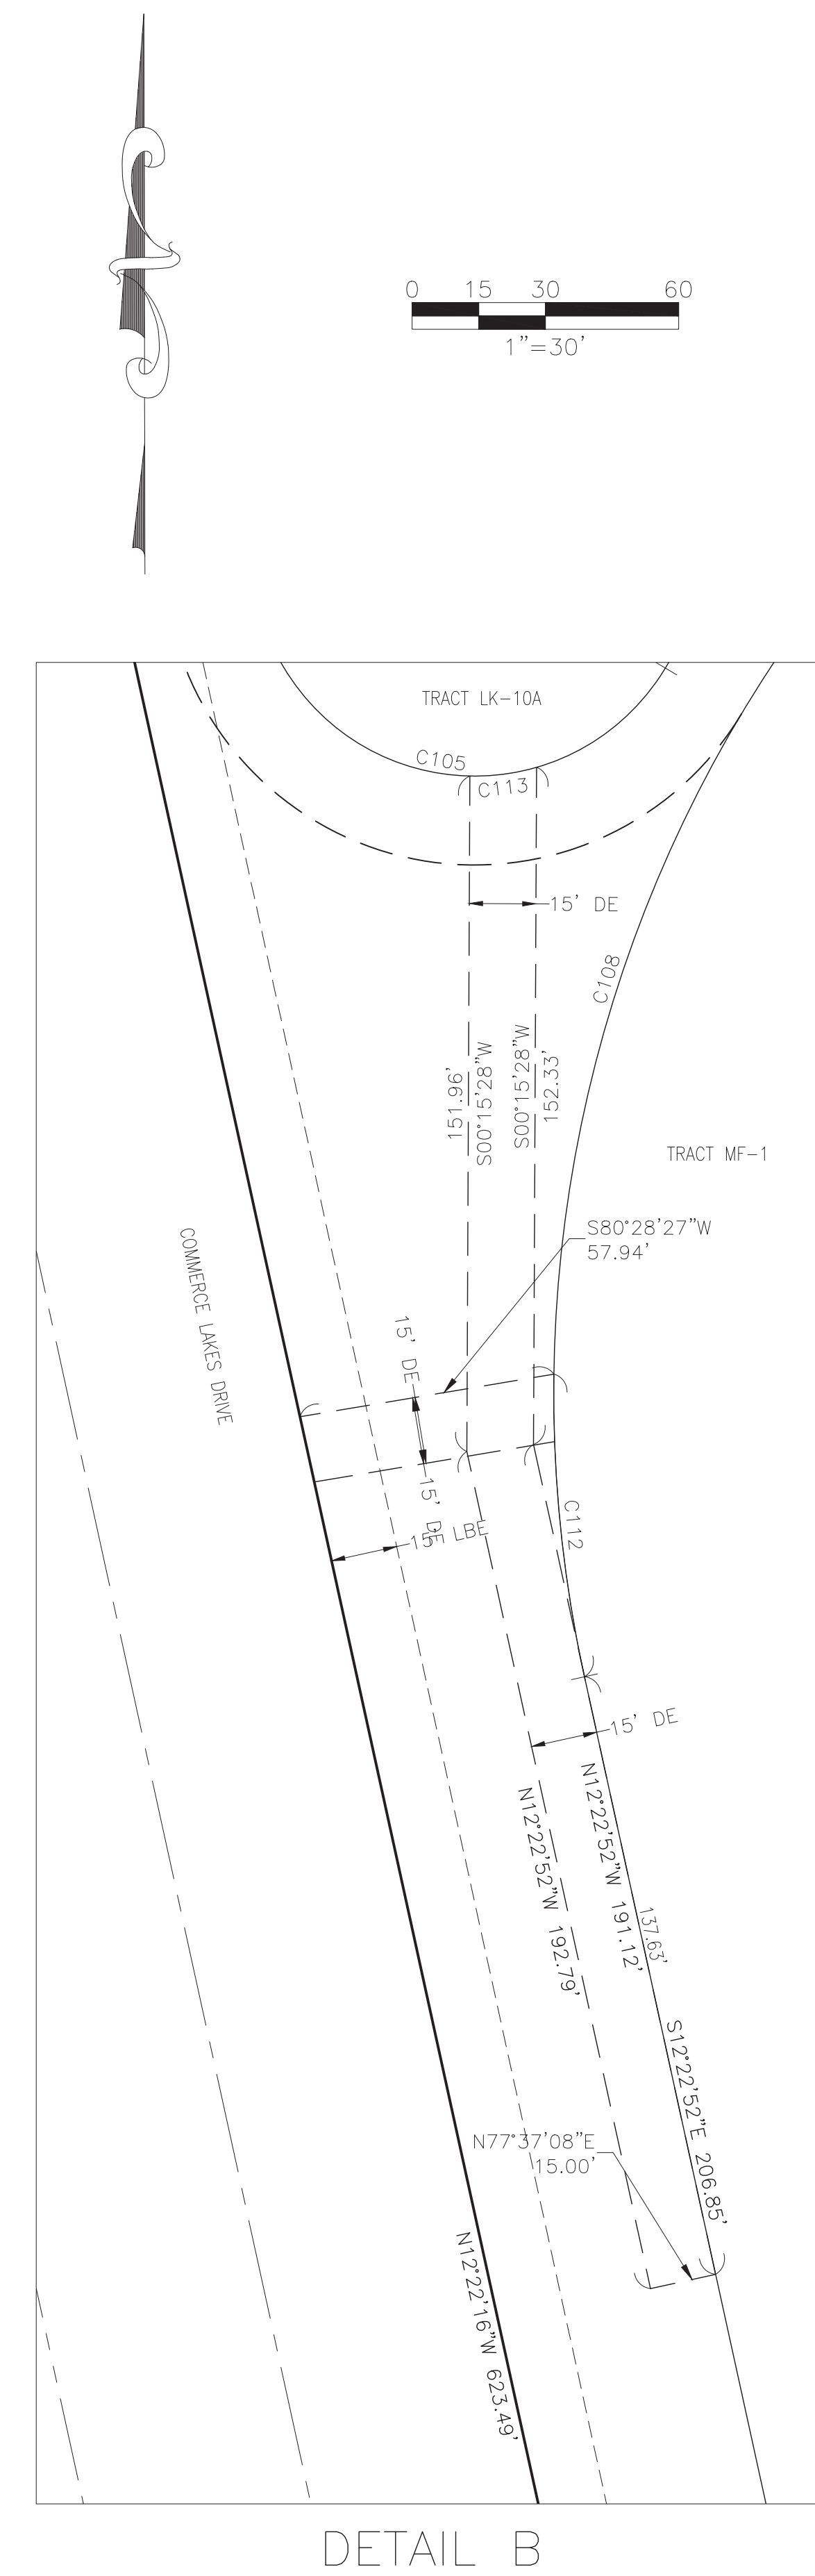 0 15 30 60
1"=30'
TRACT LK-10A
C105
C113
15' DE
C108
151.96'
S00°15'28"W
S00°15'28"W
152.33'
TRACT MF-1
S80°28'27"W
57.94'
COMMERCE LAKES DRIVE
15' DE
15' DE
15' LBE
C112
15' DE
N12°22'52"W 191.12'
N12°22'52"W 192.79'
137.63'
S12°22'52"E 206.85'
N77°37'08"E
15.00'
N12°22'16"W 623.49'
DETAIL B